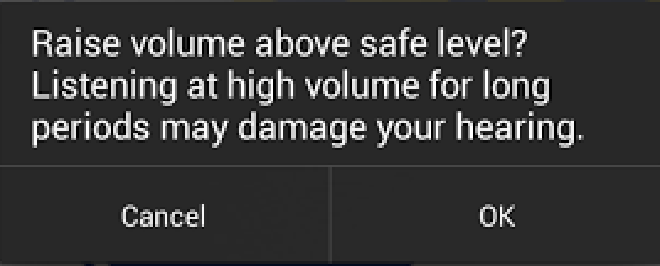 Raise volume above safe level?
Listening at high volume for long
periods may damage your hearing.
Cancel
OK